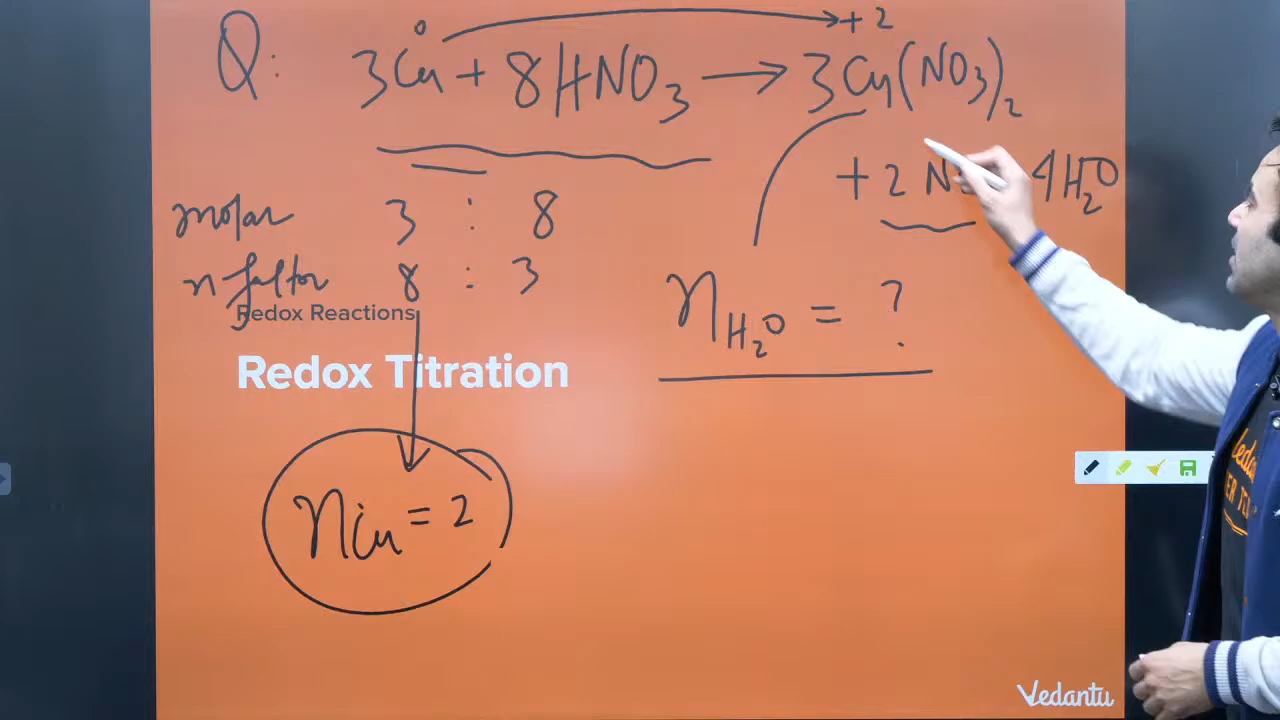 Q: 3Cu + 8HNO3 → 3Cu(NO3)2
0
+2
+ 2 N 4H2O
molar 3 : 8
n factor 8 : 3
Redox Reactions
nH2O = ?
Redox Titration
nCu = 2
Vedantu